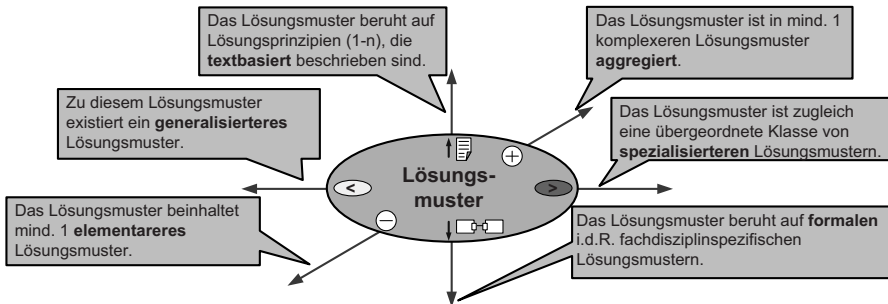 Das Lösungsmuster beruht auf
Lösungsprinzipien (1-n), die
textbasiert beschrieben sind.
Das Lösungsmuster ist in mind. 1
komplexeren Lösungsmuster
aggregiert.
Zu diesem Lösungsmuster
existiert ein generalisierteres
Lösungsmuster.
Das Lösungsmuster ist zugleich
eine übergeordnete Klasse von
spezialisierteren Lösungsmustern.
+
<
Lösungs-
muster
>
−
Das Lösungsmuster beinhaltet
mind. 1 elementareres
Lösungsmuster.
Das Lösungsmuster beruht auf formalen
i.d.R. fachdisziplinspezifischen
Lösungsmustern.